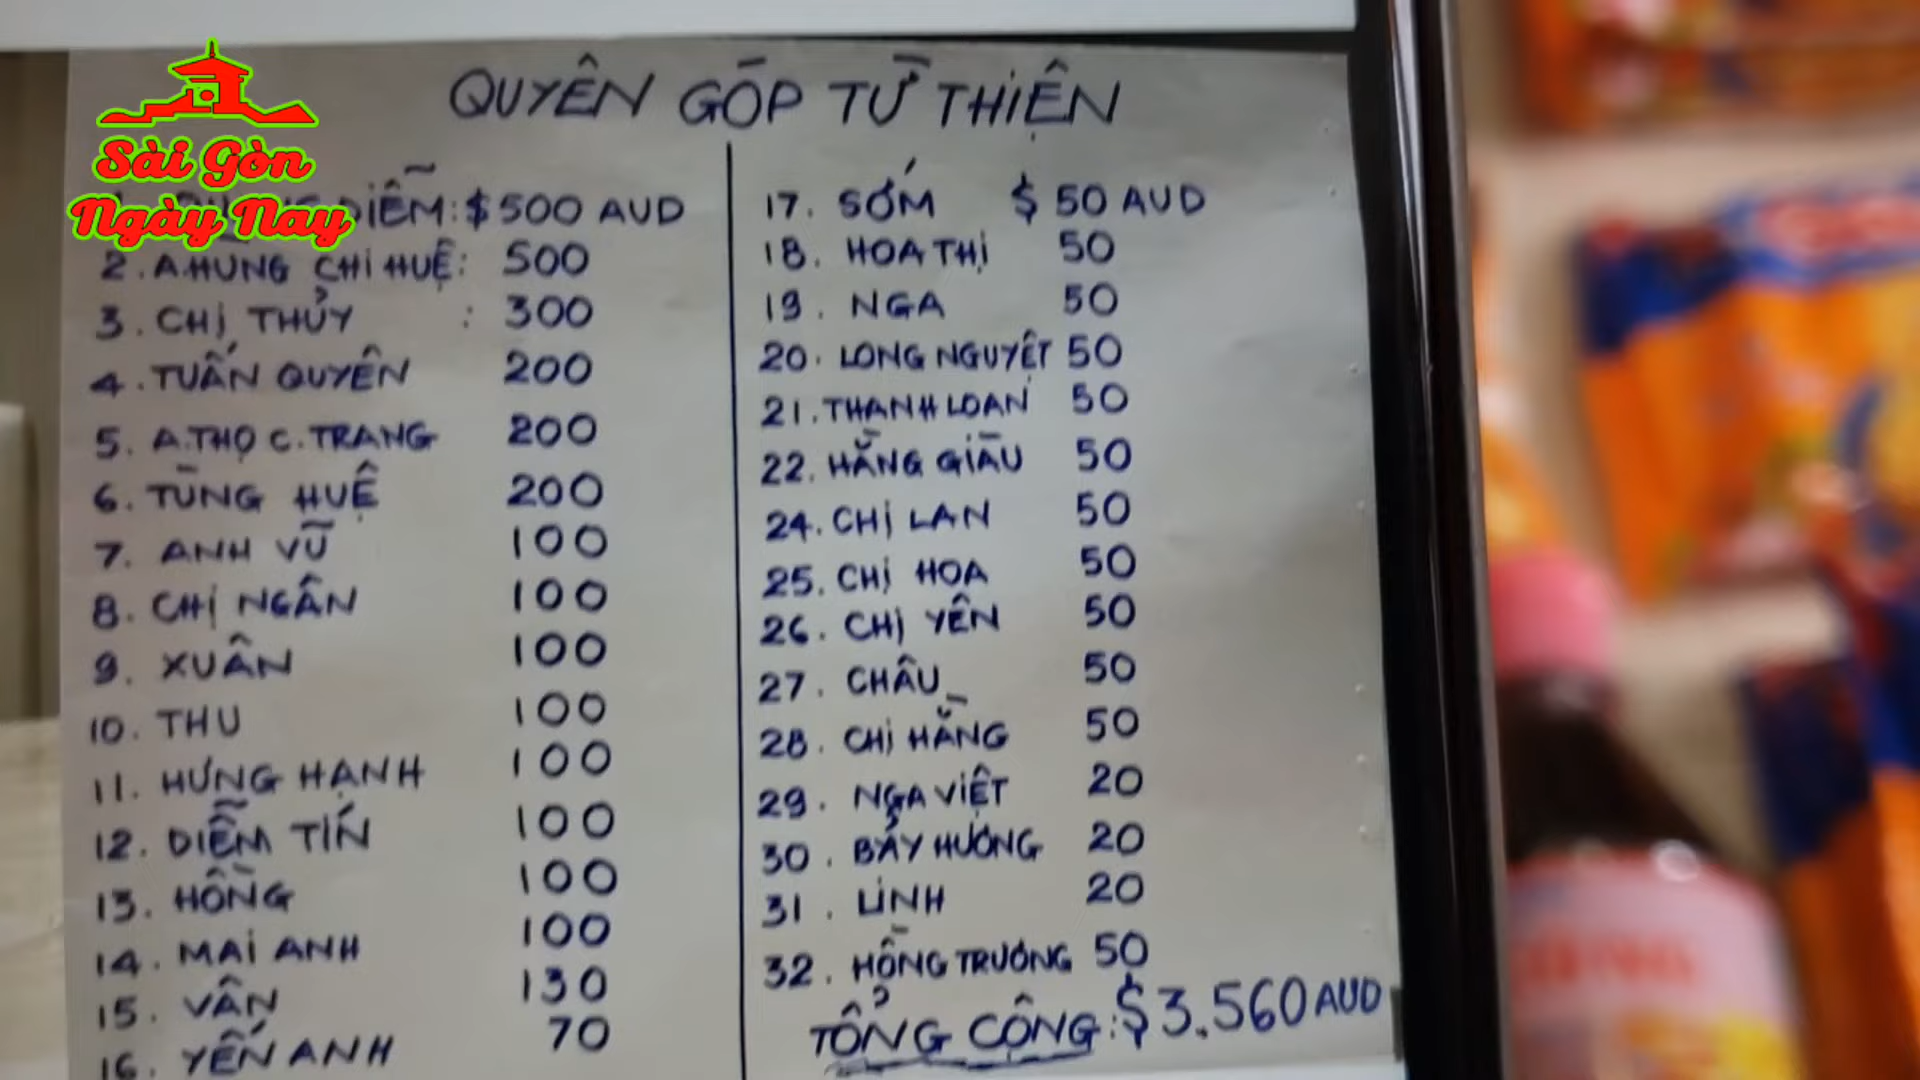 Sài Gòn
Ngày Nay
QUYÊN GÓP TỪ THIỆN
DIỄM: $500 AUD
2. A.HÙNG CHỊ HUỆ: 500
3. CHỊ THỦY : 300
4. TUẤN QUYÊN 200
5. A.THỌ C.TRANG 200
6. TÙNG HUỆ 200
7. ANH VŨ 100
8. CHỊ NGÂN 100
9. XUÂN 100
10. THU 100
11. HƯNG HẠNH 100
12. DIỄM TÍN 100
13. HỒNG 100
14. MAI ANH 100
15. VÂN 130
16. YẾN ANH 70
17. SỚM $ 50 AUD
18. HOA THỊ 50
19. NGA 50
20. LONG NGUYỆT 50
21. THANH LOAN 50
22. HẰNG GIÀU 50
24. CHỊ LAN 50
25. CHỊ HOA 50
26. CHỊ YẾN 50
27. CHÂU 50
28. CHỊ HẰNG 50
29. NGA VIỆT 20
30. BẢY HƯỜNG 20
31. LINH 20
32. HỒNG TRƯƠNG 50
TỔNG CỘNG: $3.560 AUD